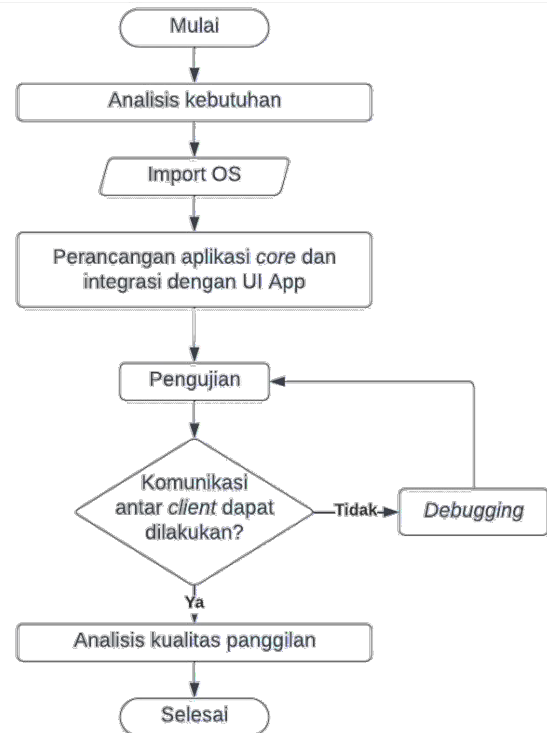 Mulai
Analisis kebutuhan
Import OS
Perancangan aplikasi core dan
integrasi dengan UI App
Pengujian
Komunikasi
antar client dapat
dilakukan?
Tidak
Debugging
Ya
Analisis kualitas panggilan
Selesai